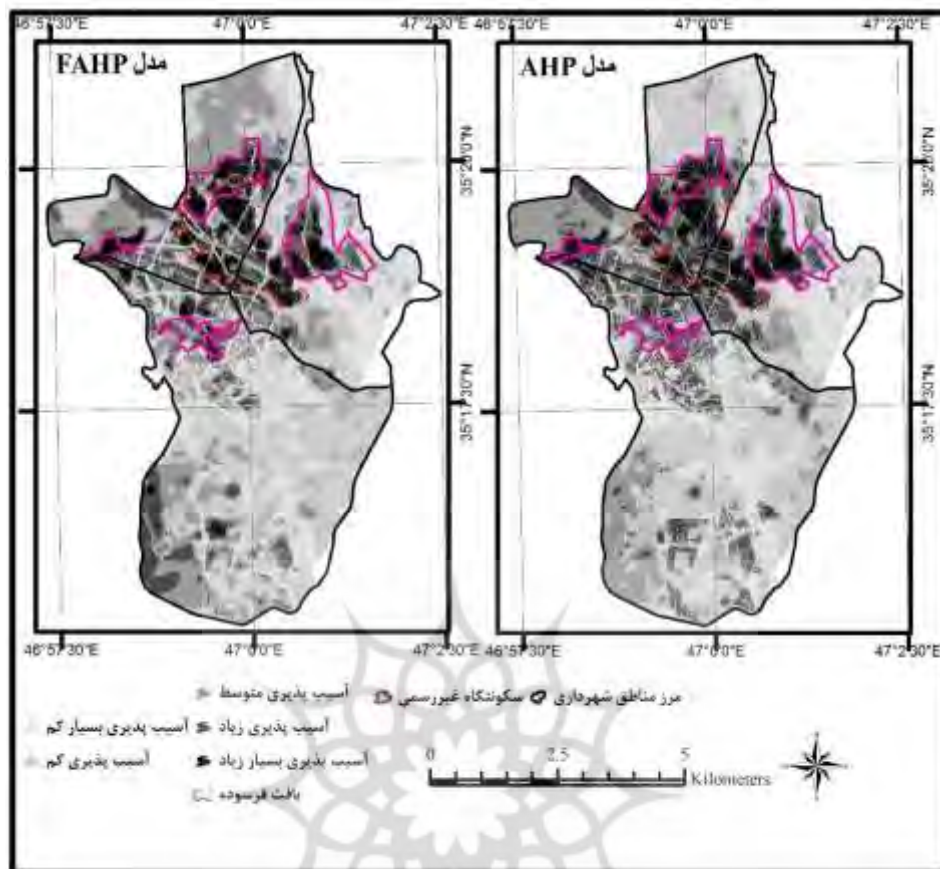 46°57'30"E 47°0'0"E 47°2'30"E 46°57'30"E 47°0'0"E 47°2'30"E
مدل FAHP
مدل AHP
35°20'0"N
35°20'0"N
35°17'30"N
35°17'30"N
46°57'30"E 47°0'0"E 47°2'30"E 46°57'30"E 47°0'0"E 47°2'30"E
مرز مناطق شهرداری سکونتگاه غیررسمی آسیب پذیری متوسط
آسیب پذیری زیاد آسیب پذیری بسیار کم
آسیب پذیری بسیار زیاد آسیب پذیری کم
بافت فرسوده
0 2.5 5
Kilometers